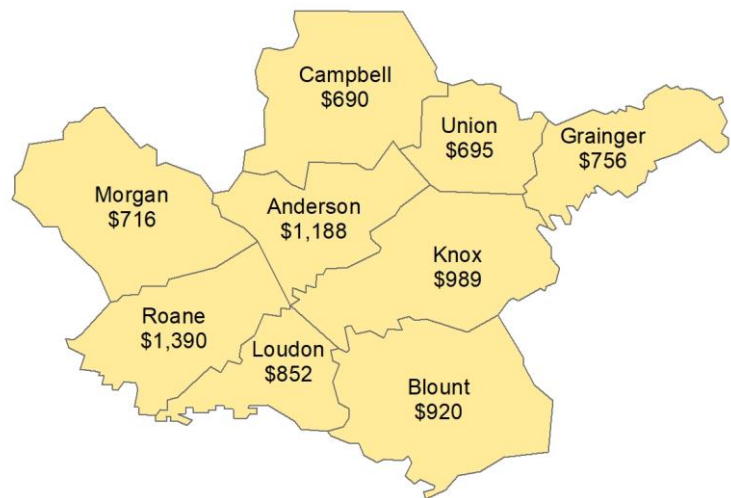 Campbell
$690
Union
$695
Grainger
$756
Morgan
$716
Anderson
$1,188
Knox
$989
Roane
$1,390
Loudon
$852
Blount
$920